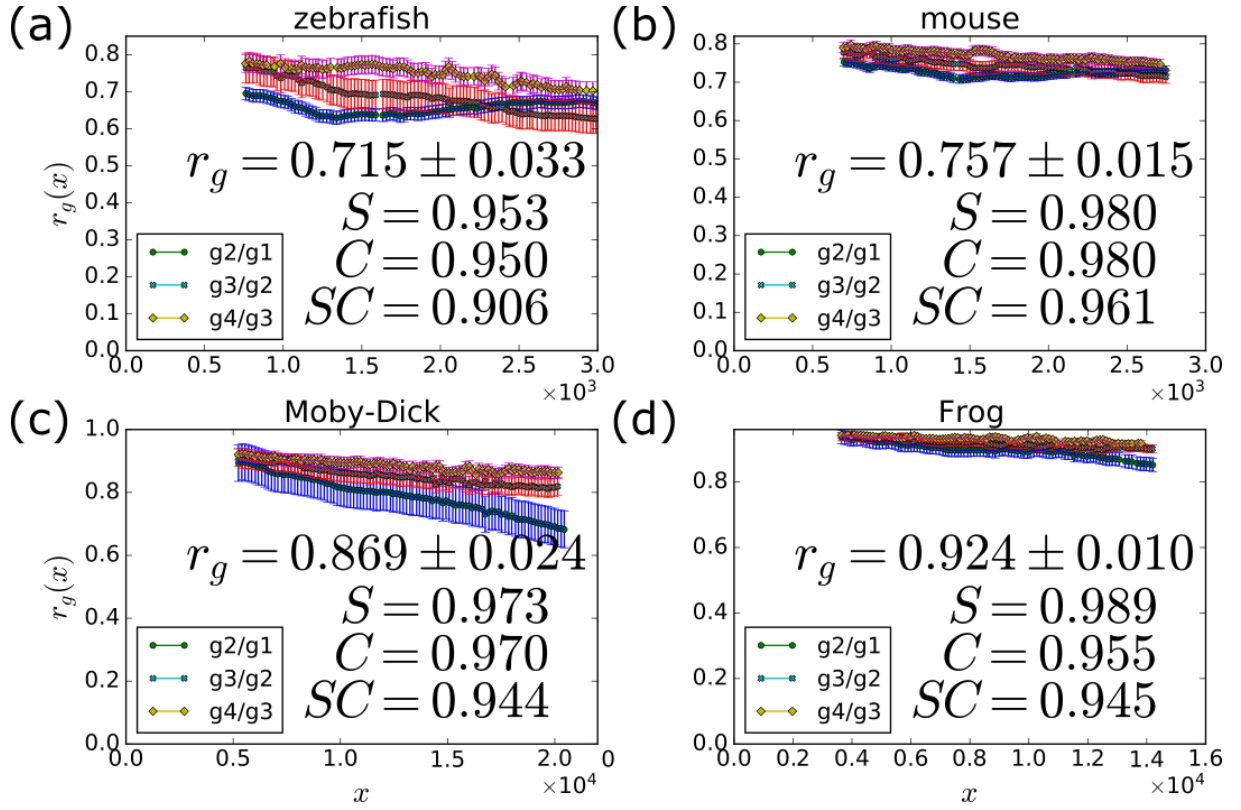 (a)
zebrafish
0.8
0.7
0.6
0.5
0.4
0.3
0.2
0.1
0.0
r_g(x)
r_g = 0.715 ± 0.033
S = 0.953
C = 0.950
SC = 0.906
g2/g1
g3/g2
g4/g3
0.0 0.5 1.0 1.5 2.0 2.5 3.0
×10³
(b)
mouse
0.8
0.7
0.6
0.5
0.4
0.3
0.2
0.1
0.0
r_g = 0.757 ± 0.015
S = 0.980
C = 0.980
SC = 0.961
g2/g1
g3/g2
g4/g3
0.0 0.5 1.0 1.5 2.0 2.5 3.0
×10³
(c)
Moby-Dick
1.0
0.8
0.6
0.4
0.2
0.0
r_g(x)
r_g = 0.869 ± 0.024
S = 0.973
C = 0.970
SC = 0.944
g2/g1
g3/g2
g4/g3
0.0 0.5 1.0 1.5 2.0 0
×10⁴
x
(d)
Frog
0.8
0.6
0.4
0.2
0.0
r_g = 0.924 ± 0.010
S = 0.989
C = 0.955
SC = 0.945
g2/g1
g3/g2
g4/g3
0.0 0.2 0.4 0.6 0.8 1.0 1.2 1.4 1.6
×10⁴
x